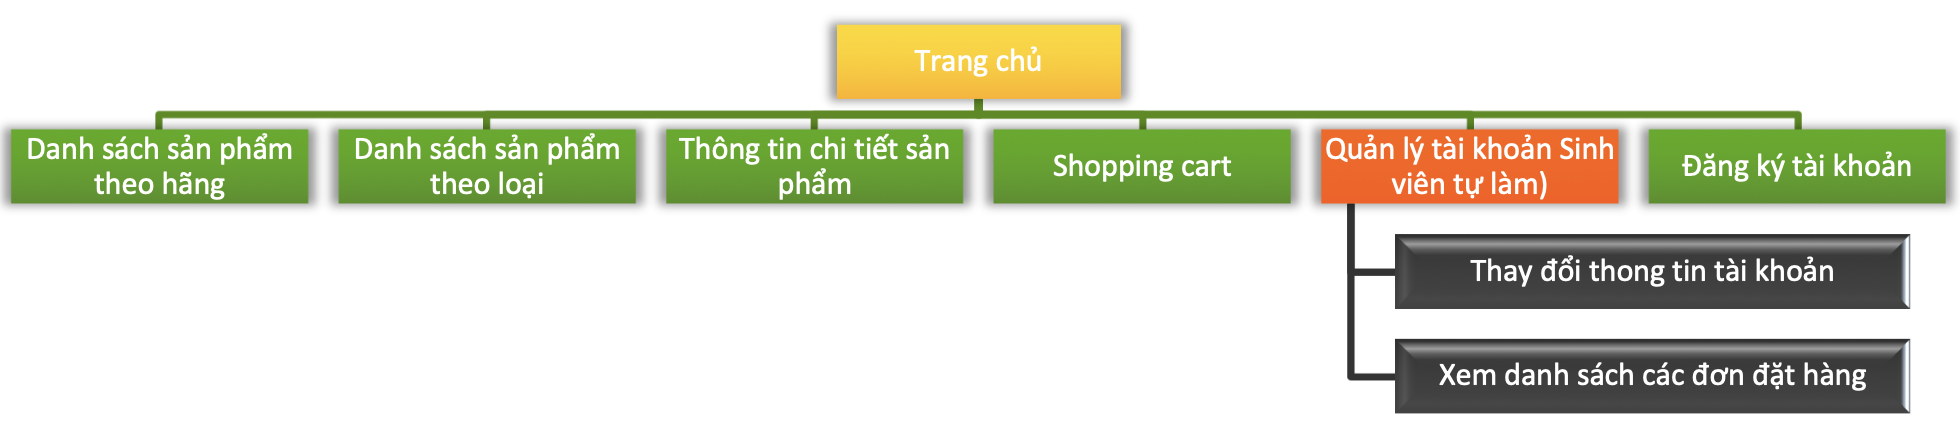 Trang chủ
Danh sách sản phẩm
theo hãng
Danh sách sản phẩm
theo loại
Thông tin chi tiết sản
phẩm
Shopping cart
Quản lý tài khoản Sinh
viên tự làm)
Đăng ký tài khoản
Thay đổi thong tin tài khoản
Xem danh sách các đơn đặt hàng